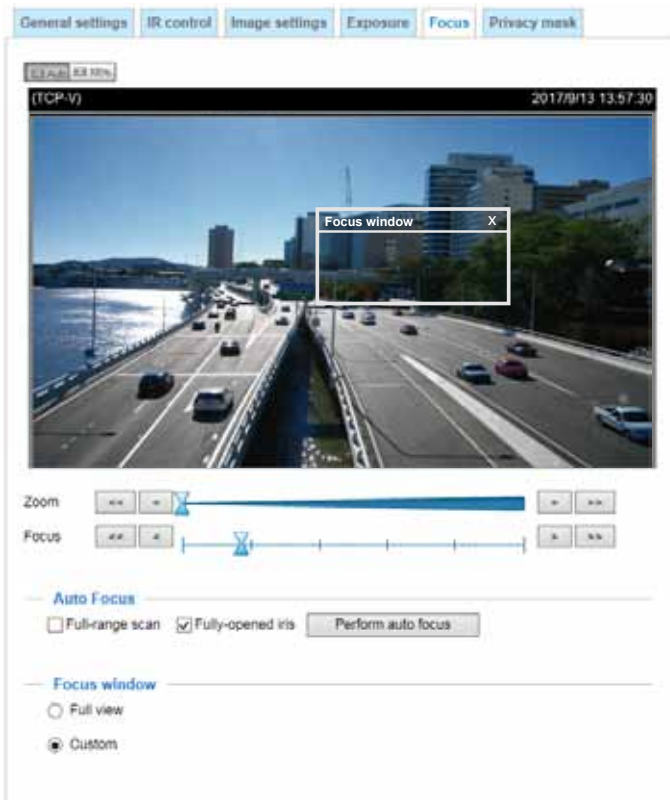 General settings IR control Image settings Exposure Focus Privacy mask
(TCP-V) 2017/9/13 13:57:30
Focus window X
Zoom << < > >>
Focus << < > >>
Auto Focus
Full-range scan Fully-opened iris Perform auto focus
Focus window
Full view
Custom